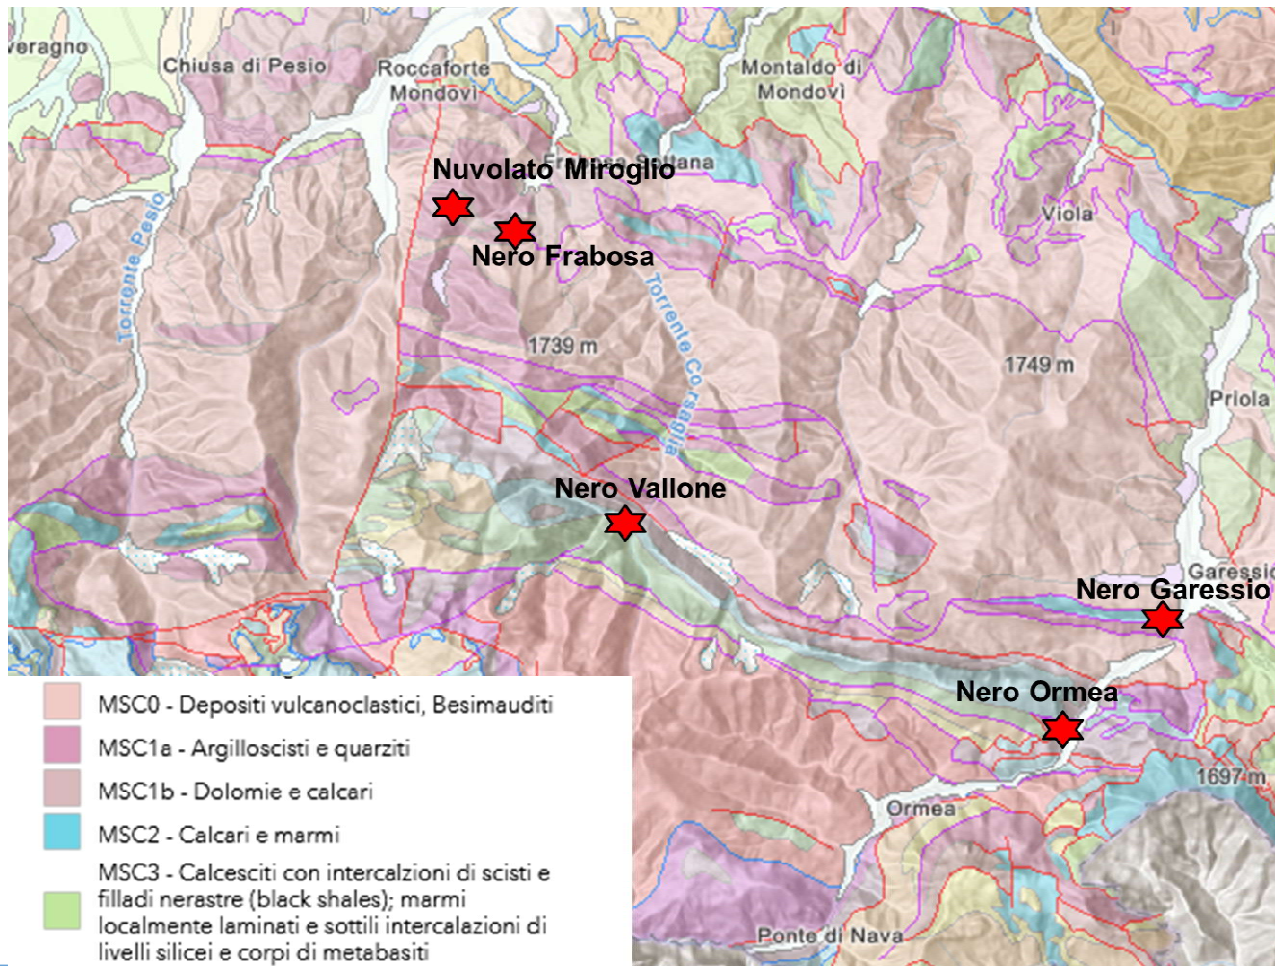 veragno
Chiusa di Pesio
Roccaforte
Mondovì
Montaldo di
Mondovì
Nuvolato Miroglio
Nero Frabosa
Viola
Torrente Pesio
Torrente Corsaglia
1739 m
1749 m
Priola
Nero Vallone
Garessio
Nero Garessio
Nero Ormea
1697 m
Ormea
Ponte di Nava
MSC0 - Depositi vulcanoclastici, Besimauditi
MSC1a - Argilloscisti e quarziti
MSC1b - Dolomie e calcari
MSC2 - Calcari e marmi
MSC3 - Calcesciti con intercalzioni di scisti e
filladi nerastre (black shales); marmi
localmente laminati e sottili intercalazioni di
livelli silicei e corpi di metabasiti